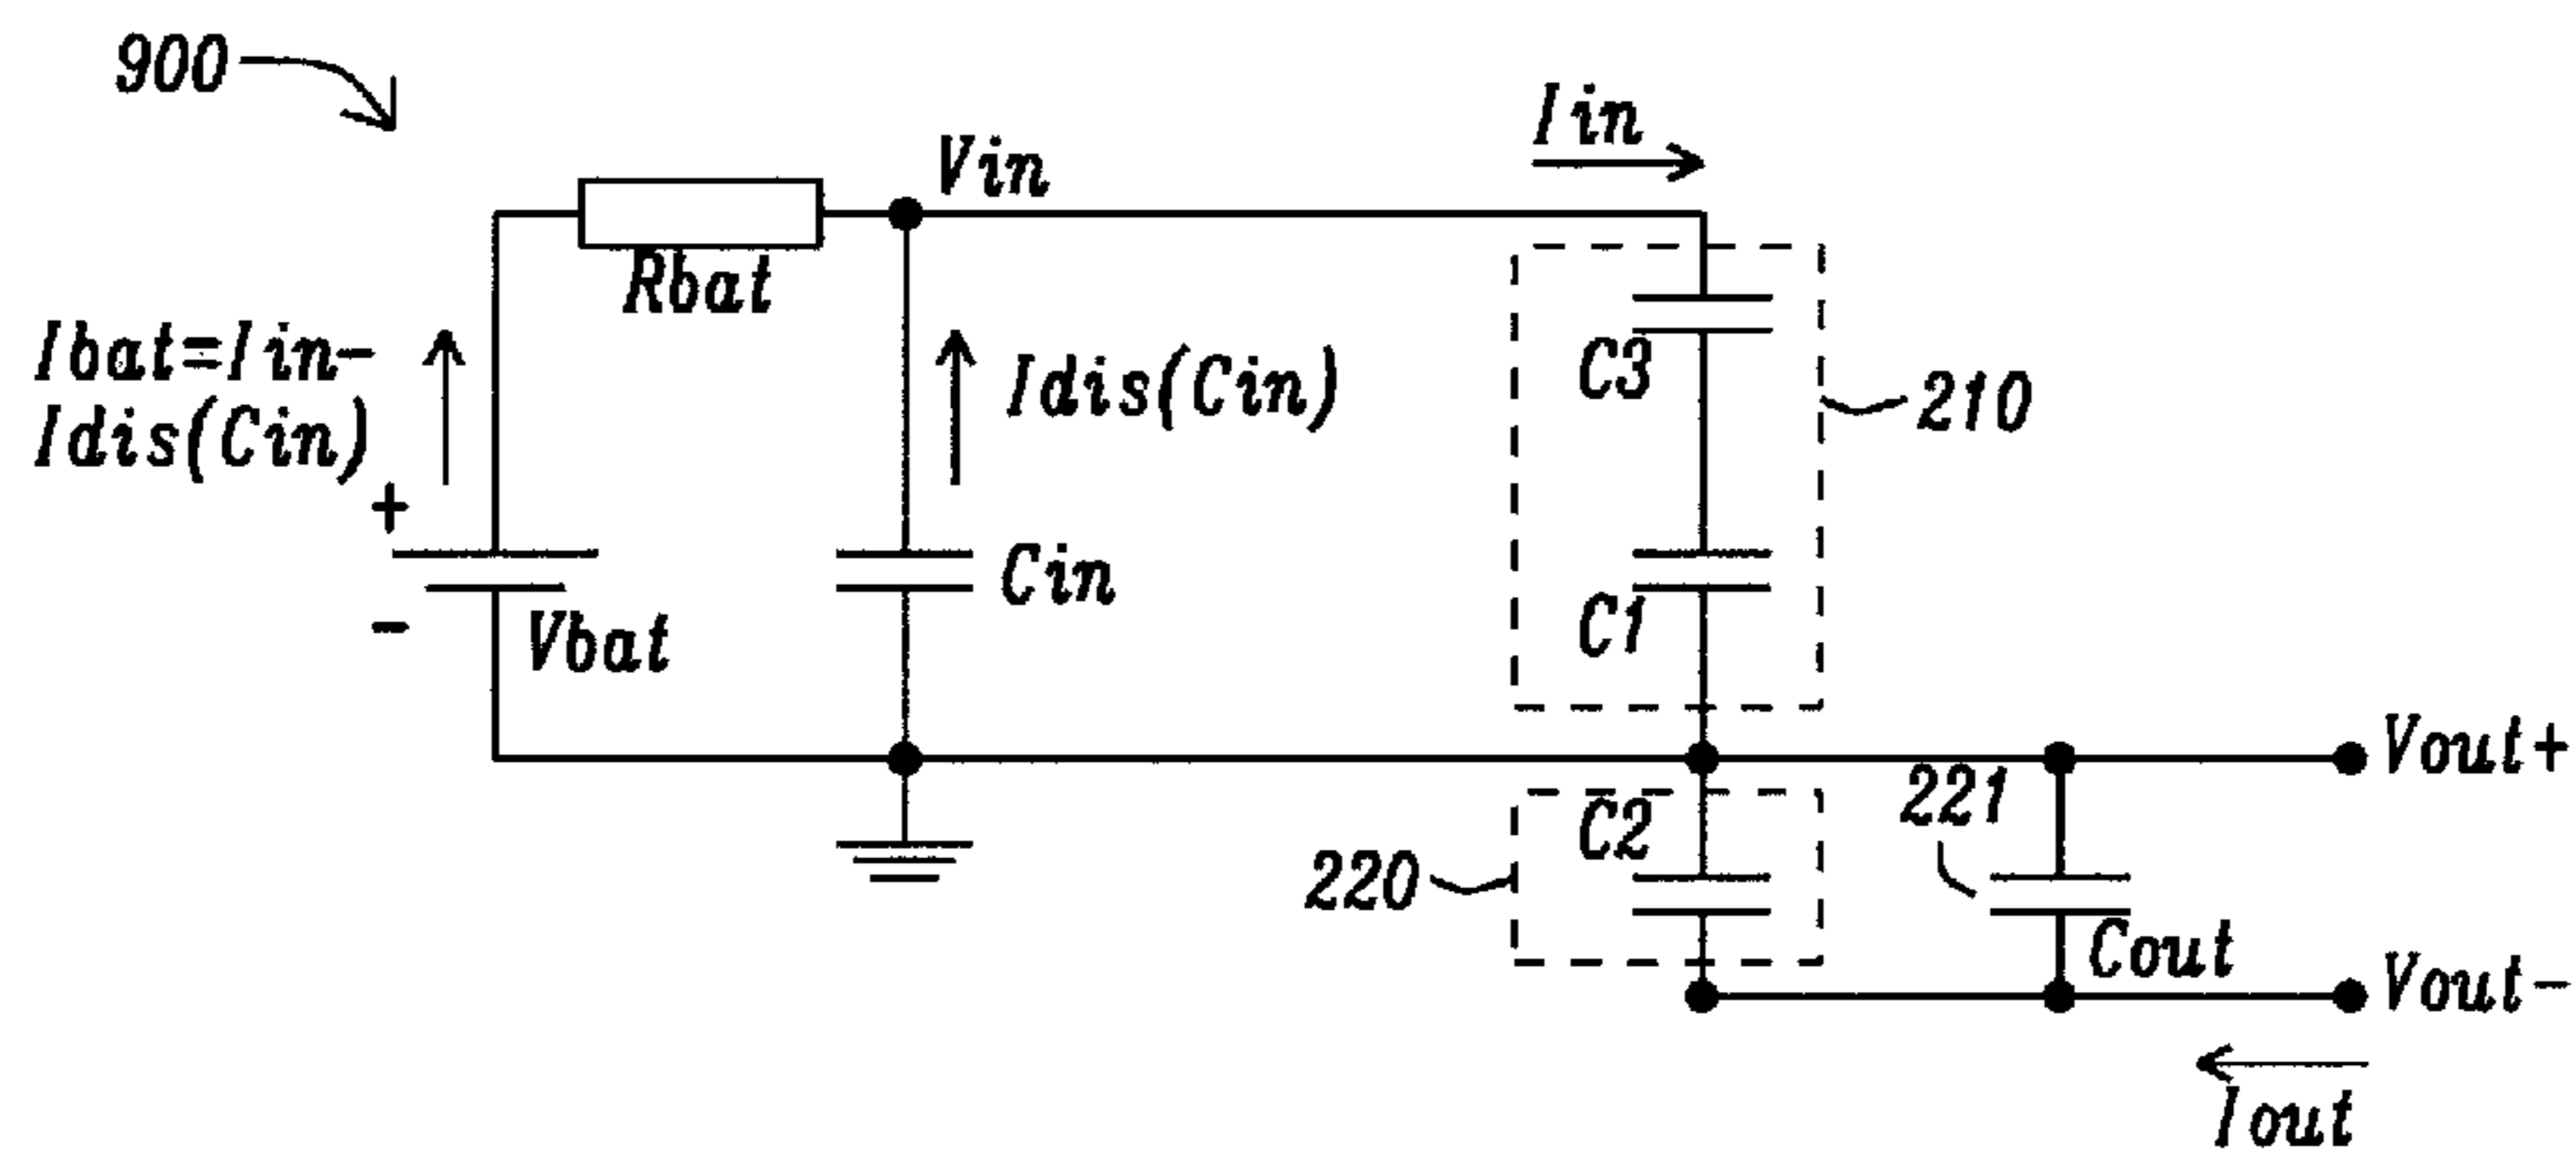 900
Iin
Vin
Rbat
Ibat=Iin-
Idis(Cin)
Idis(Cin)
C3
210
+
Cin
C1
-
Vbat
Vout+
221
C2
220
Cout
Vout-
Iout